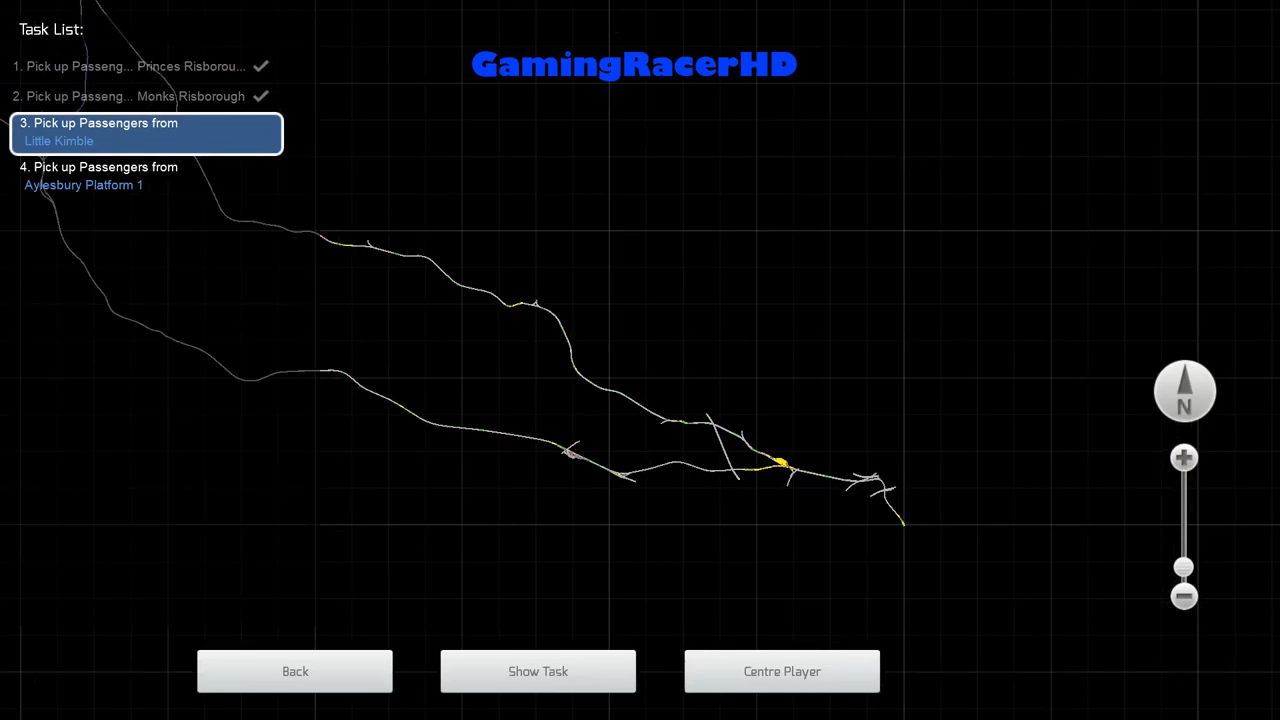 Task List:
GamingRacerHD
1. Pick up Passeng... Princes Risborou...
2. Pick up Passeng... Monks Risborough
3. Pick up Passengers from
Little Kimble
4. Pick up Passengers from
Aylesbury Platform 1
N
Back
Show Task
Centre Player